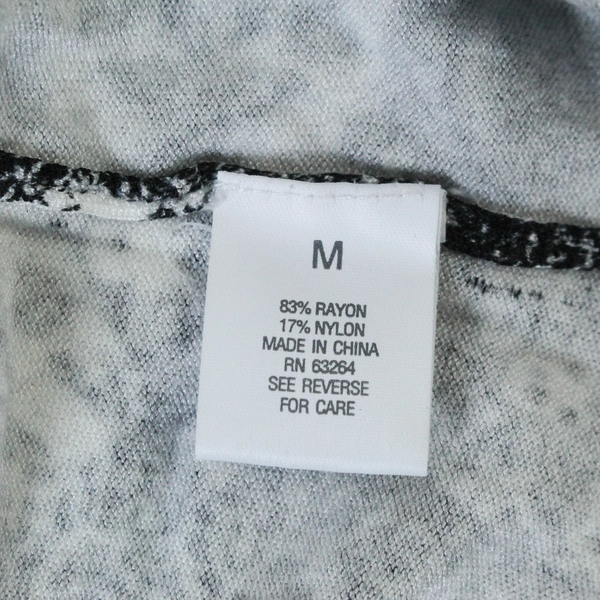 M
83% RAYON
17% NYLON
MADE IN CHINA
RN 63264
SEE REVERSE
FOR CARE